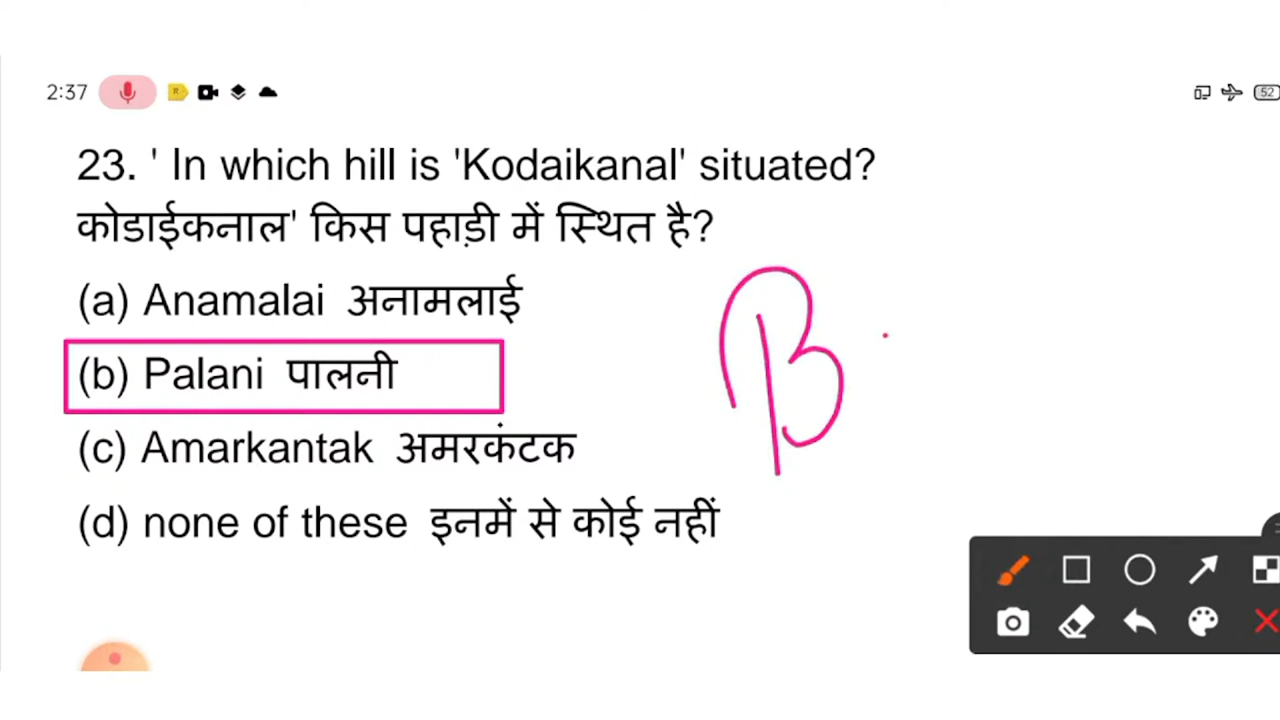 2:37
R
52
23. ' In which hill is 'Kodaikanal' situated?
कोडाईकनाल' किस पहाड़ी में स्थित है?
(a) Anamalai अनामलाई
(b) Palani पालनी
B
(c) Amarkantak अमरकंटक
(d) none of these इनमें से कोई नहीं